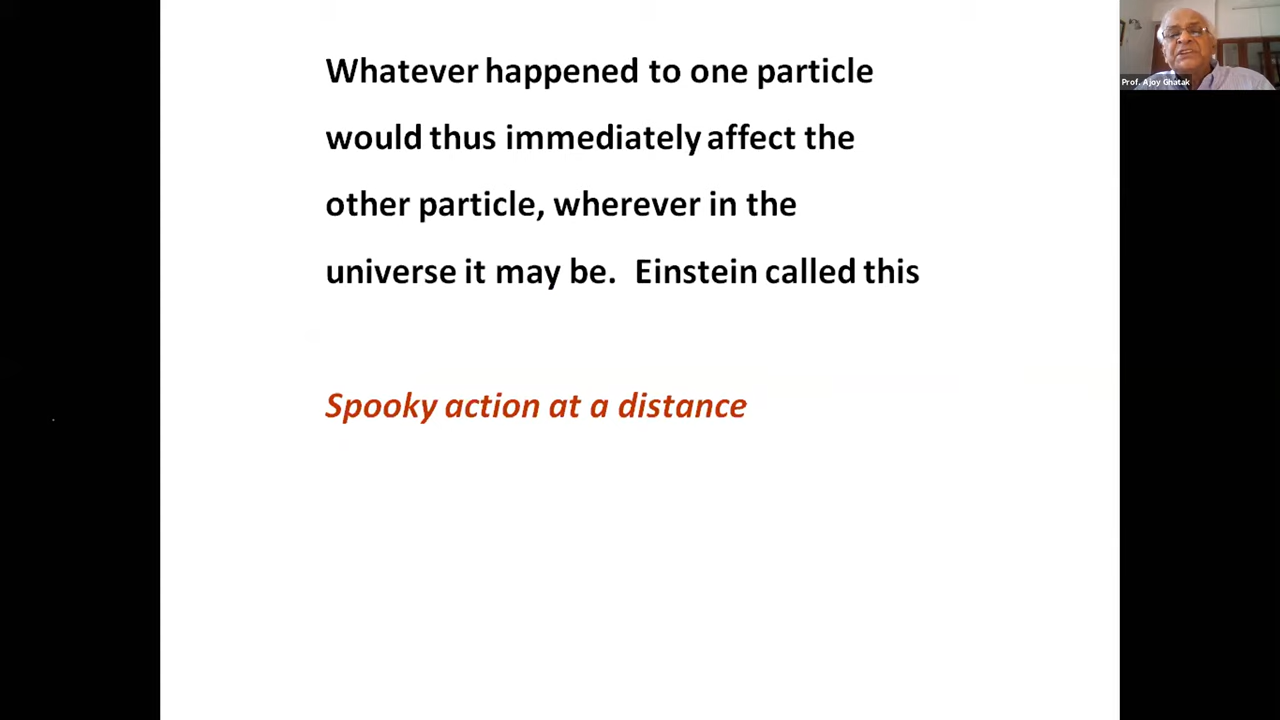 Whatever happened to one particle
would thus immediately affect the
other particle, wherever in the
universe it may be. Einstein called this
Spooky action at a distance
Prof. Ajoy Ghatak